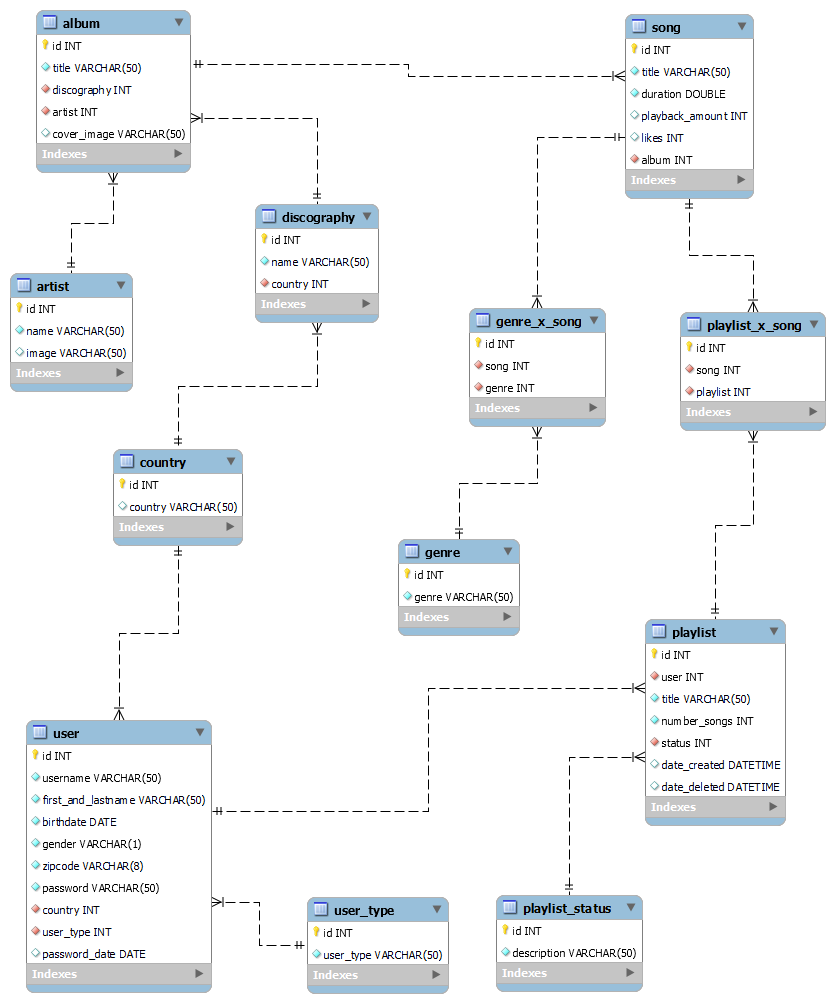 album
id INT
title VARCHAR(50)
discography INT
artist INT
cover_image VARCHAR(50)
Indexes
song
id INT
title VARCHAR(50)
duration DOUBLE
playback_amount INT
likes INT
album INT
Indexes
discography
id INT
name VARCHAR(50)
country INT
Indexes
artist
id INT
name VARCHAR(50)
image VARCHAR(50)
Indexes
genre_x_song
id INT
song INT
genre INT
Indexes
playlist_x_song
id INT
song INT
playlist INT
Indexes
country
id INT
country VARCHAR(50)
Indexes
genre
id INT
genre VARCHAR(50)
Indexes
playlist
id INT
user INT
title VARCHAR(50)
number_songs INT
status INT
date_created DATETIME
date_deleted DATETIME
Indexes
user
id INT
username VARCHAR(50)
first_and_lastname VARCHAR(50)
birthdate DATE
gender VARCHAR(1)
zipcode VARCHAR(8)
password VARCHAR(50)
country INT
user_type INT
password_date DATE
Indexes
user_type
id INT
user_type VARCHAR(50)
Indexes
playlist_status
id INT
description VARCHAR(50)
Indexes